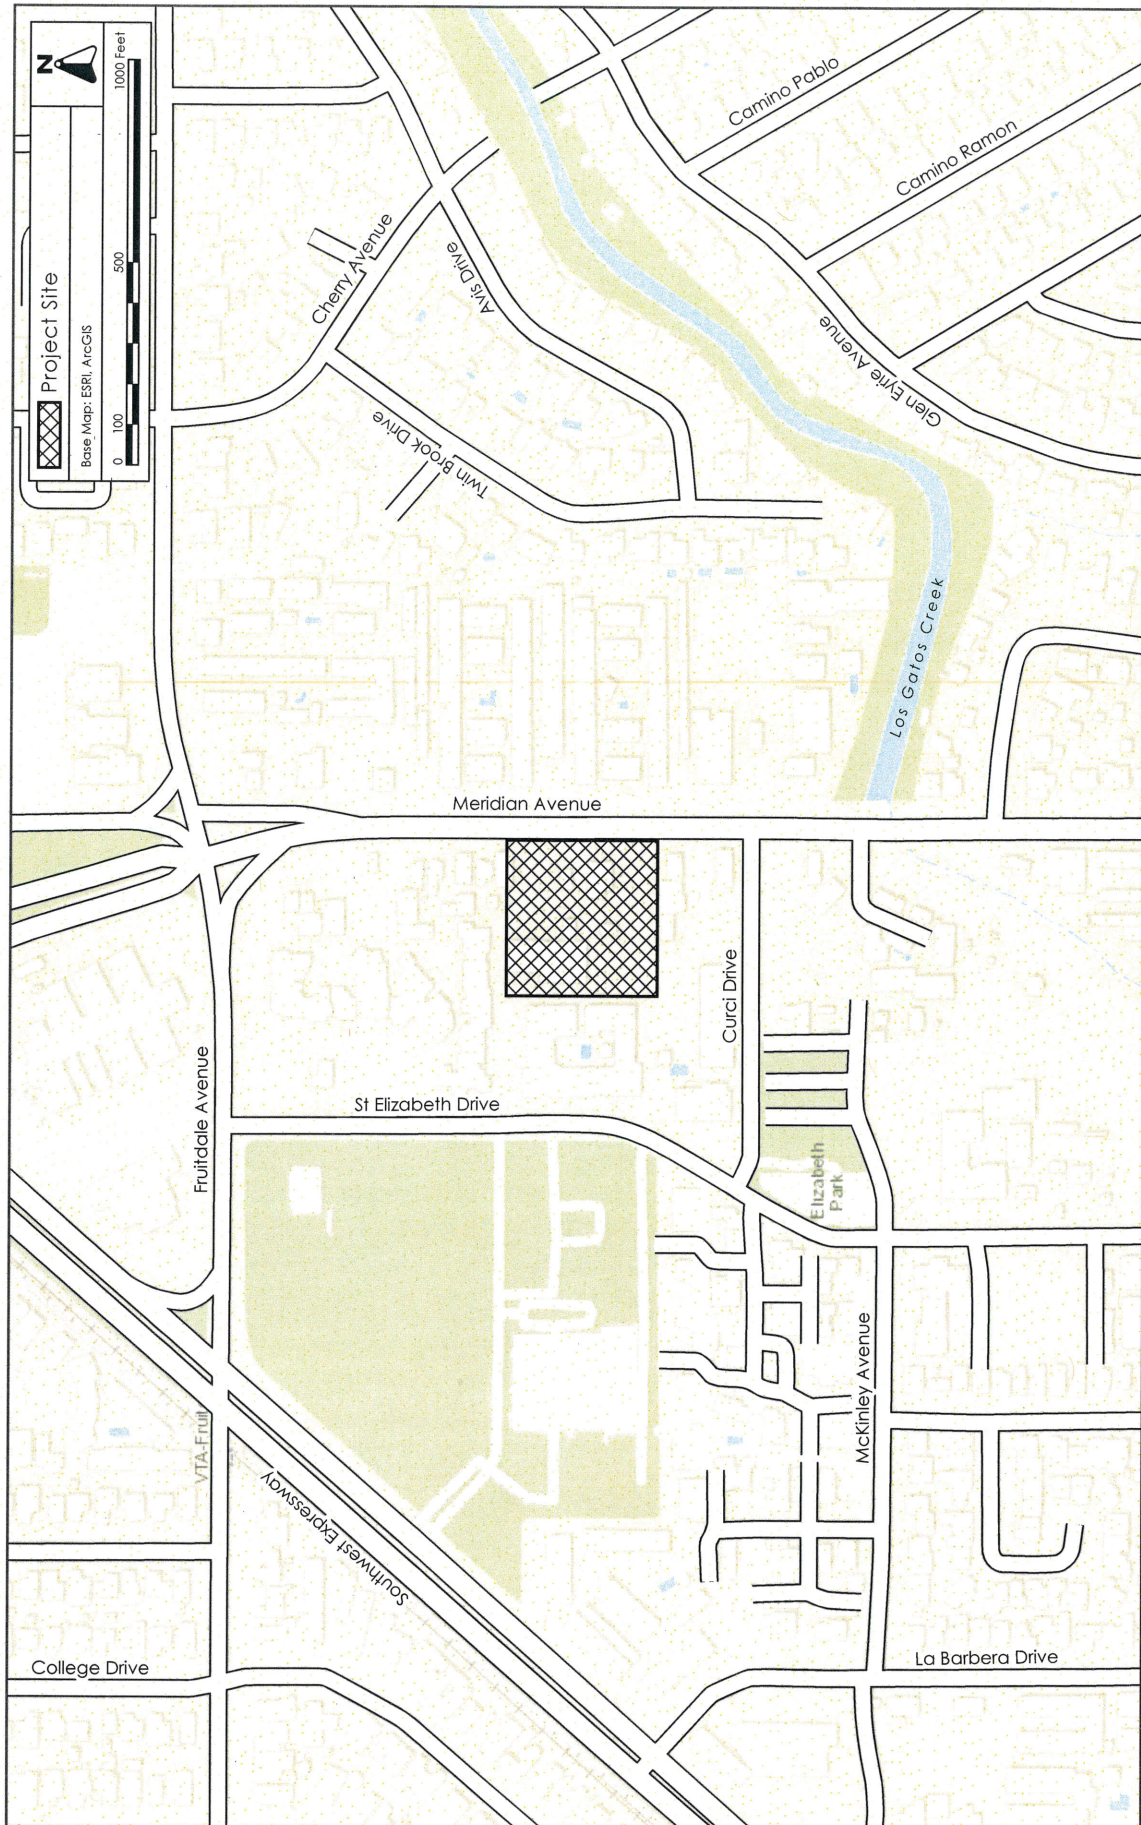 N
Project Site
Base Map: ESRI, ArcGIS
0 100 500 1000 Feet
Camino Pablo
Camino Ramon
Cherry Avenue
Avis Drive
Glen Eyrie Avenue
Twin Brook Drive
Los Gatos Creek
Meridian Avenue
Curci Drive
Fruitdale Avenue
St Elizabeth Drive
Elizabeth
Park
McKinley Avenue
VTA-Fruit
Southwest Expressway
College Drive
La Barbera Drive